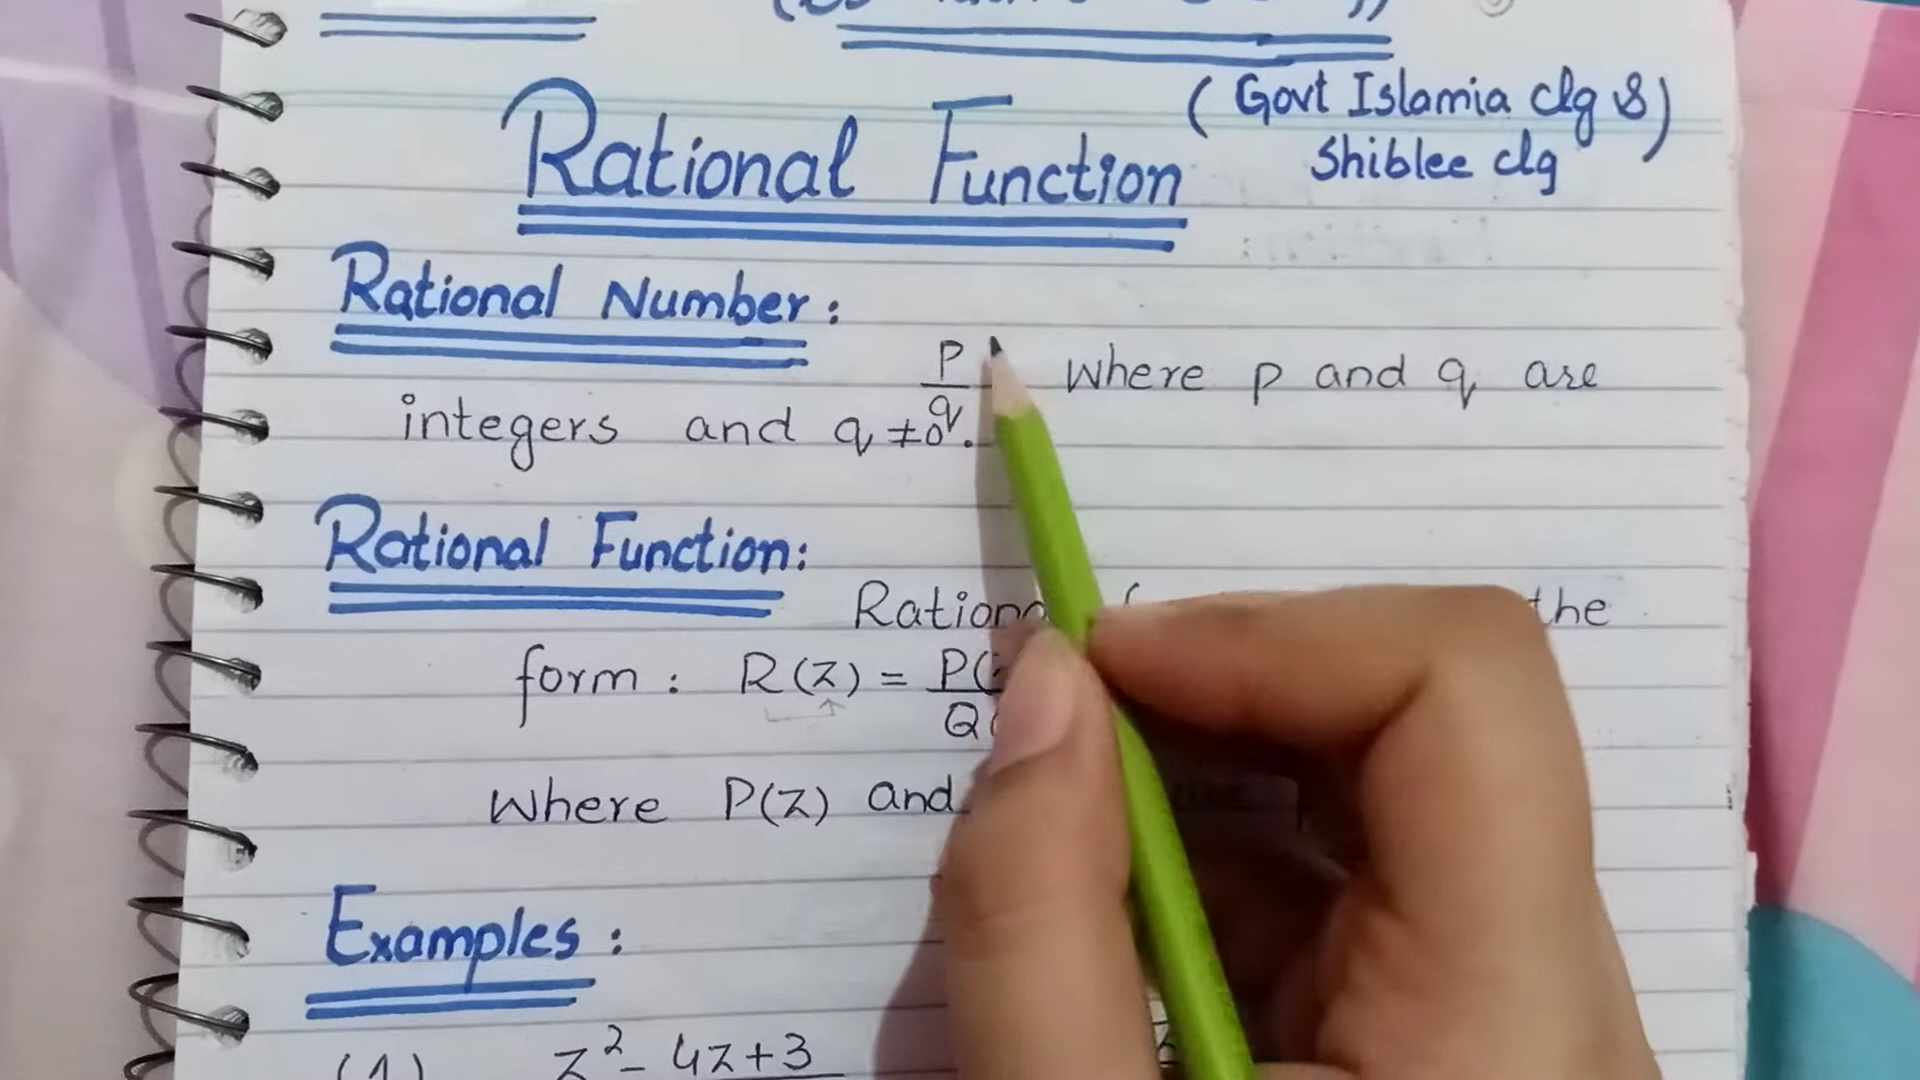 (Govt Islamia clg &)
Rational Function
Shiblee clg
Rational Number:
P/q where p and q are
integers and q ≠ 0.
Rational Function:
the
form: R(z) =
where P(z) and
Examples:
(1) z² - 4z + 3